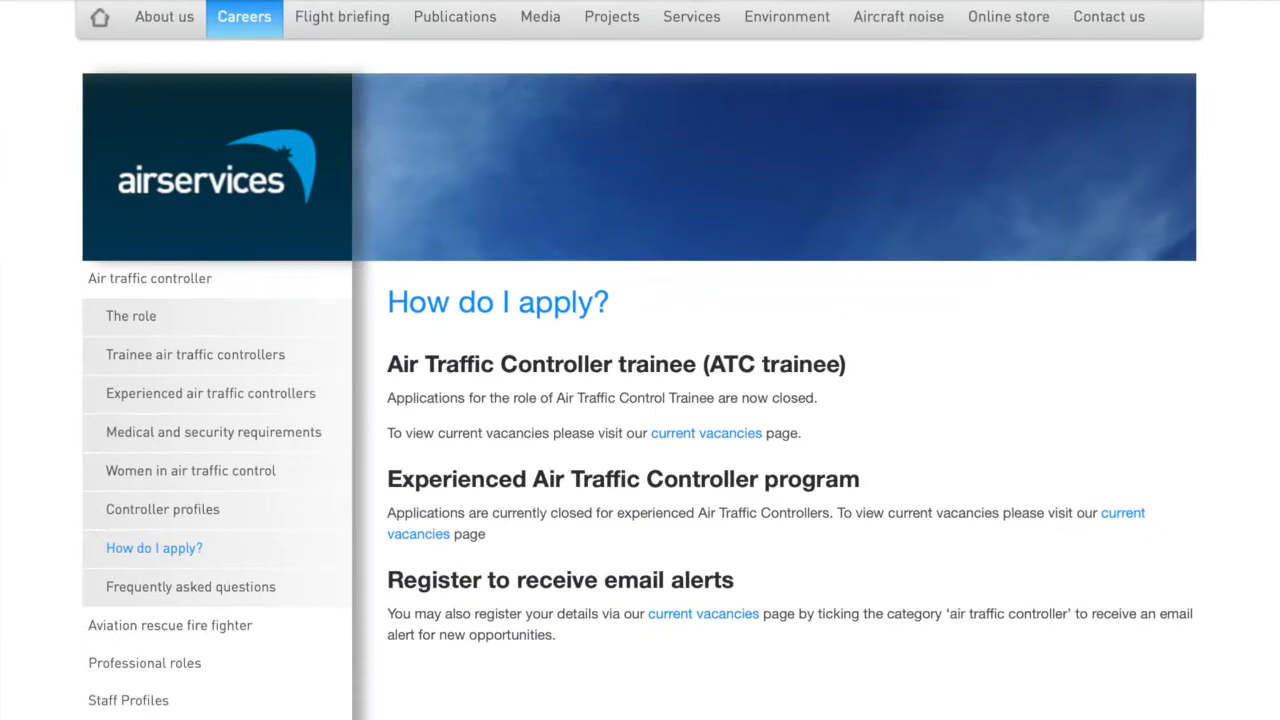 About us Careers Flight briefing Publications Media Projects Services Environment Aircraft noise Online store Contact us
airservices
Air traffic controller
The role
Trainee air traffic controllers
Experienced air traffic controllers
Medical and security requirements
Women in air traffic control
Controller profiles
How do I apply?
Frequently asked questions
Aviation rescue fire fighter
Professional roles
Staff Profiles
How do I apply?
Air Traffic Controller trainee (ATC trainee)
Applications for the role of Air Traffic Control Trainee are now closed.
To view current vacancies please visit our current vacancies page.
Experienced Air Traffic Controller program
Applications are currently closed for experienced Air Traffic Controllers. To view current vacancies please visit our current
vacancies page
Register to receive email alerts
You may also register your details via our current vacancies page by ticking the category ‘air traffic controller’ to receive an email
alert for new opportunities.